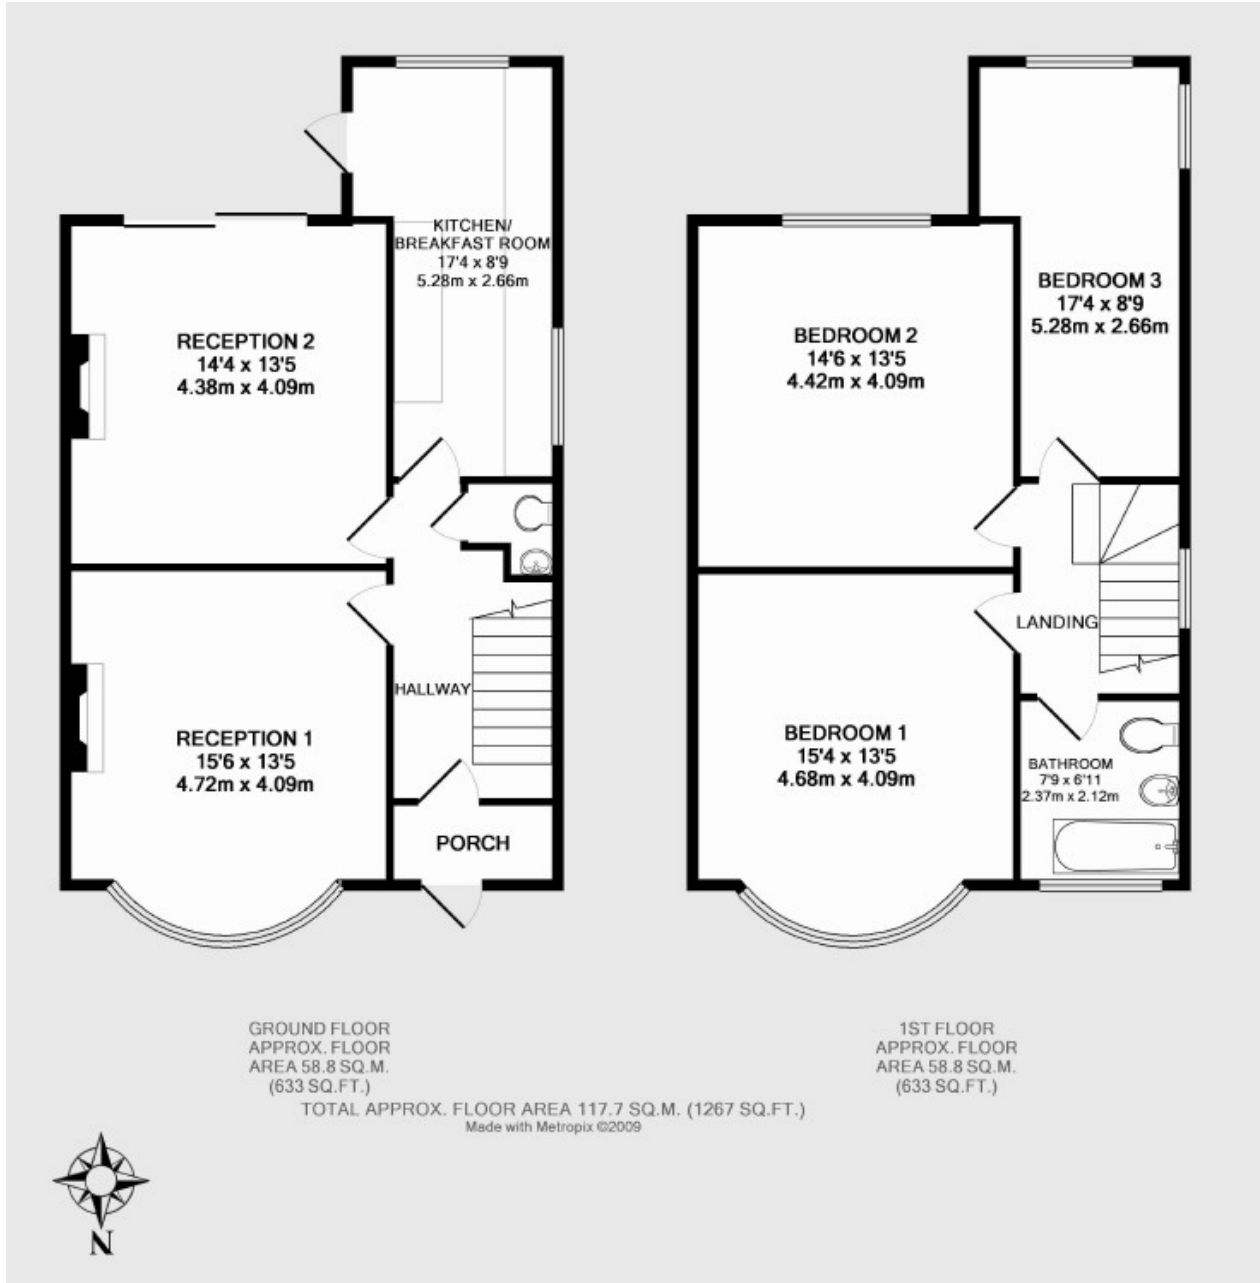 KITCHEN/
BREAKFAST ROOM
17'4 x 8'9
5.28m x 2.66m
RECEPTION 2
14'4 x 13'5
4.38m x 4.09m
HALLWAY
RECEPTION 1
15'6 x 13'5
4.72m x 4.09m
PORCH
BEDROOM 3
17'4 x 8'9
5.28m x 2.66m
BEDROOM 2
14'6 x 13'5
4.42m x 4.09m
LANDING
BEDROOM 1
15'4 x 13'5
4.68m x 4.09m
BATHROOM
7'9 x 6'11
2.37m x 2.12m
GROUND FLOOR
APPROX. FLOOR
AREA 58.8 SQ.M.
(633 SQ.FT.)
1ST FLOOR
APPROX. FLOOR
AREA 58.8 SQ.M.
(633 SQ.FT.)
TOTAL APPROX. FLOOR AREA 117.7 SQ.M. (1267 SQ.FT.)
Made with Metropix ©2009
N